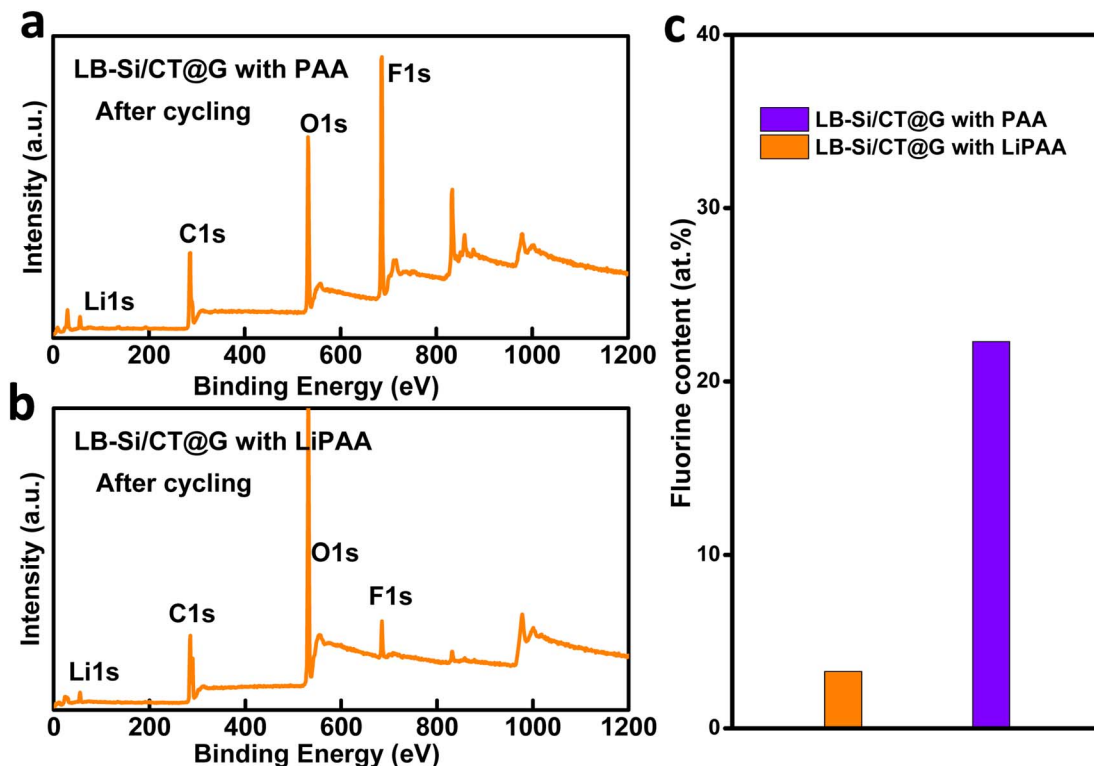 a
LB-Si/CT@G with PAA
After cycling
F1s
O1s
C1s
Li1s
Intensity (a.u.)
0 200 400 600 800 1000 1200
Binding Energy (eV)
b
LB-Si/CT@G with LiPAA
After cycling
O1s
F1s
C1s
Li1s
Intensity (a.u.)
0 200 400 600 800 1000 1200
Binding Energy (eV)
c
40
30
20
10
0
Fluorine content (at.%)
LB-Si/CT@G with PAA
LB-Si/CT@G with LiPAA